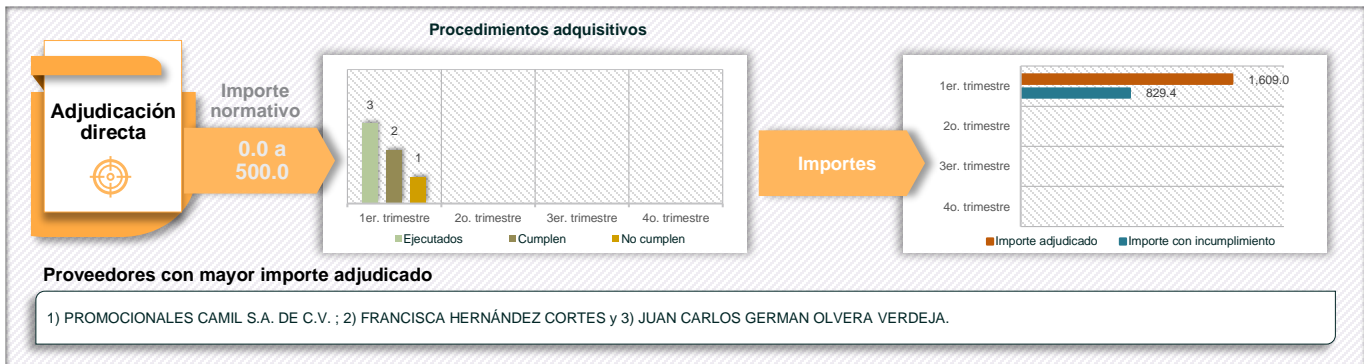 Procedimientos adquisitivos
Adjudicación
directa
Importe
normativo
0.0 a
500.0
3
2
1
1er. trimestre
2o. trimestre
3er. trimestre
4o. trimestre
Ejecutados
Cumplen
No cumplen
Importes
1er. trimestre
1,609.0
829.4
2o. trimestre
3er. trimestre
4o. trimestre
Importe adjudicado
Importe con incumplimiento
Proveedores con mayor importe adjudicado
1) PROMOCIONALES CAMIL S.A. DE C.V. ; 2) FRANCISCA HERNÁNDEZ CORTES y 3) JUAN CARLOS GERMAN OLVERA VERDEJA.